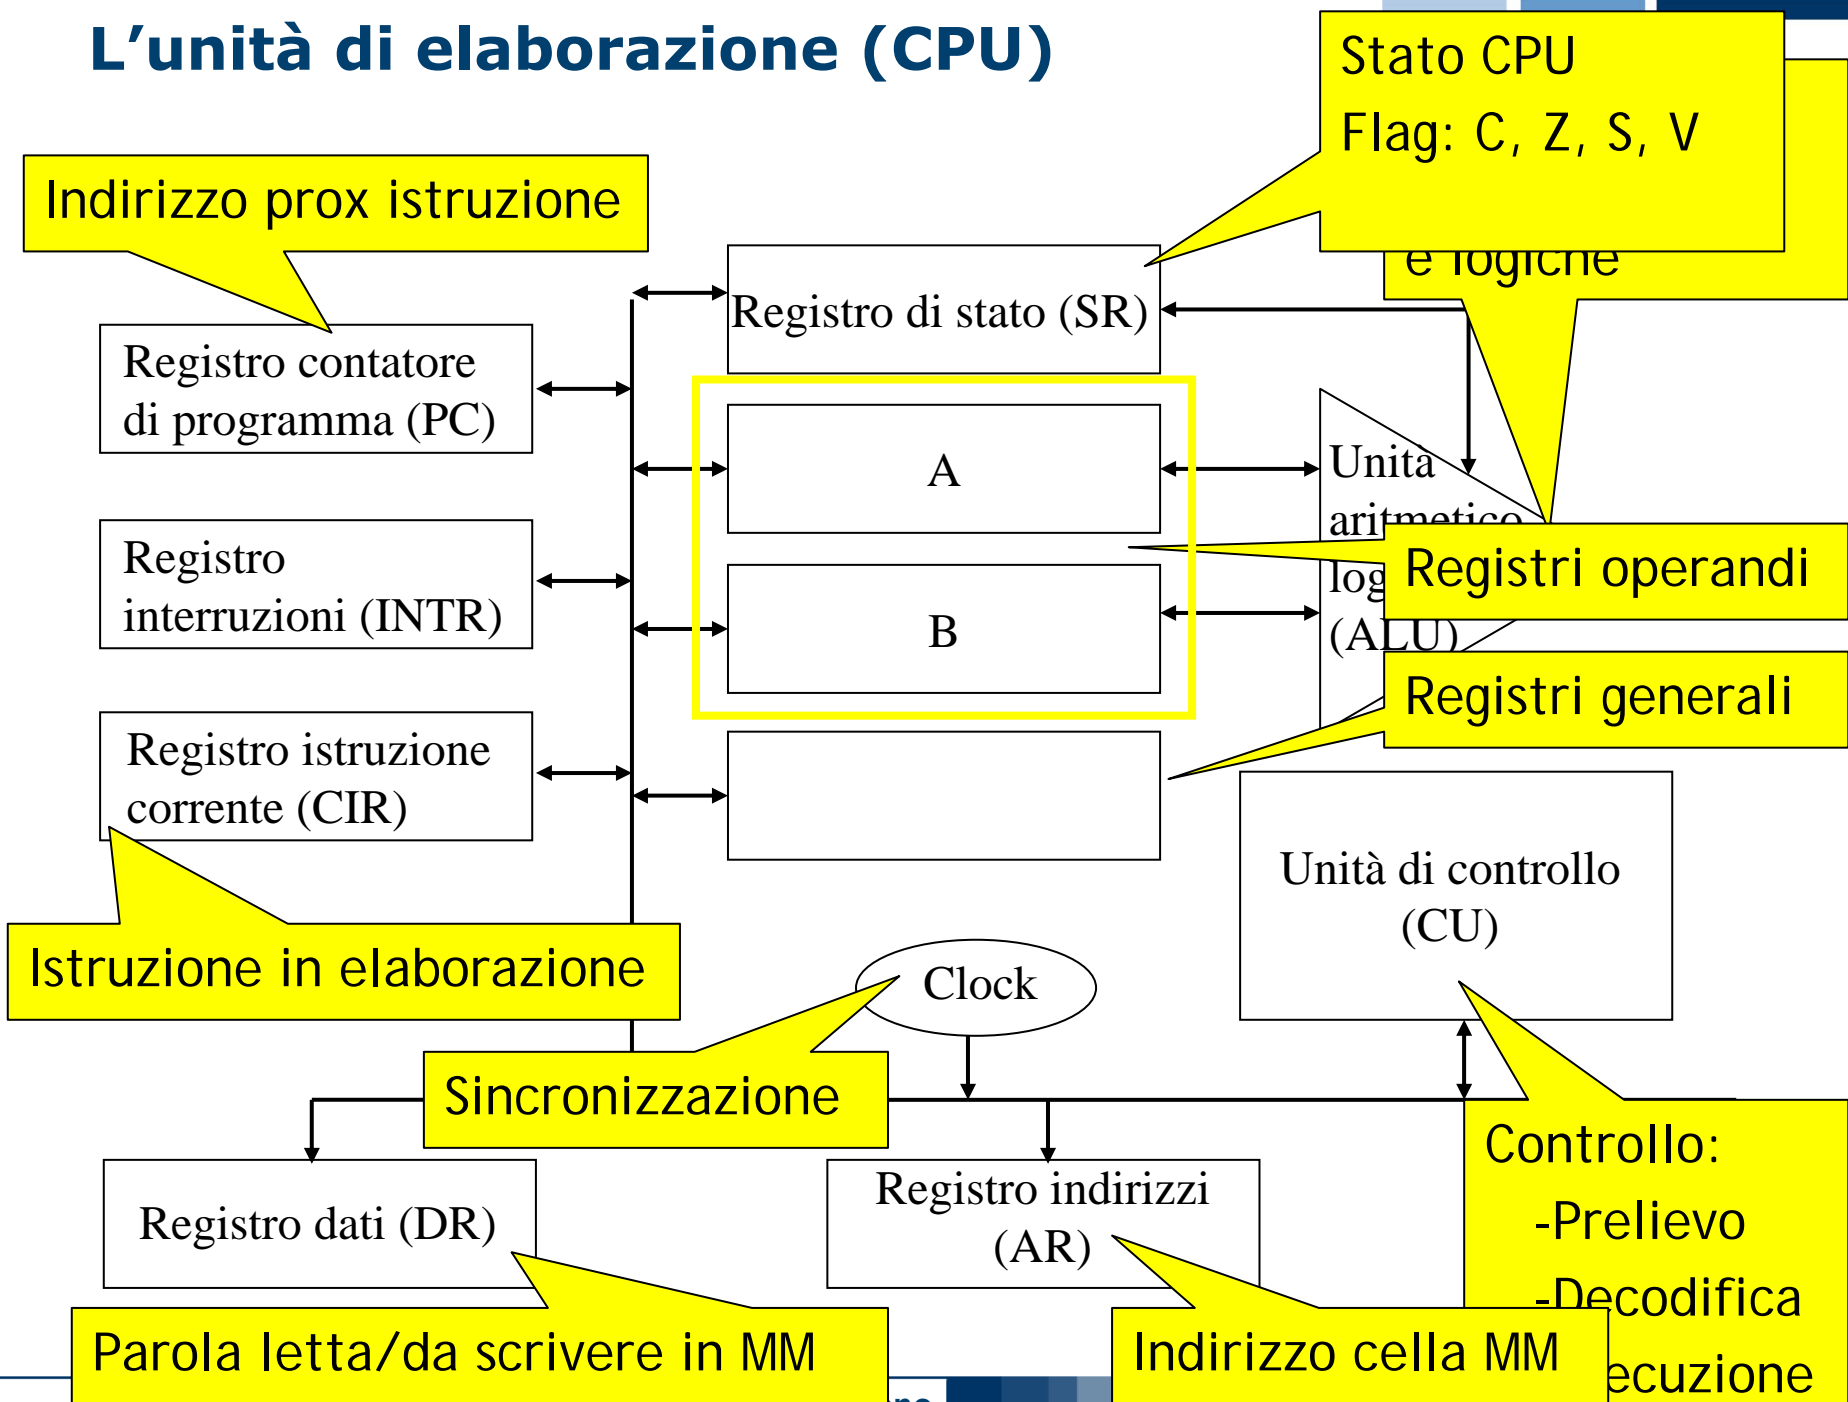 L'unità di elaborazione (CPU)
Stato CPU
Flag: C, Z, S, V
e logiche
Indirizzo prox istruzione
Registro di stato (SR)
Registro contatore
di programma (PC)
A
Unità
aritmetico
Registri operandi
Registro
interruzioni (INTR)
B
(ALU)
Registri generali
Registro istruzione
corrente (CIR)
Unità di controllo
(CU)
Istruzione in elaborazione
Clock
Sincronizzazione
Controllo:
-Prelievo
-Decodifica
Registro dati (DR)
Registro indirizzi
(AR)
Parola letta/da scrivere in MM
Indirizzo cella MM